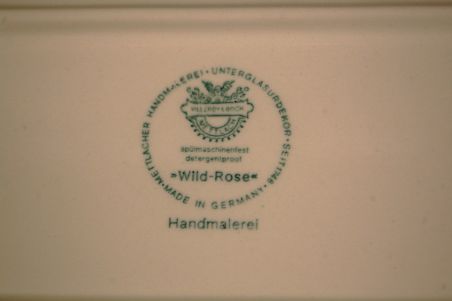 METTLACHER HANDMALEREI · UNTERGLASURDEKOR · SEIT 1748 · MADE IN GERMANY ·
VILLEROY & BOCH
METTLACH
spülmaschinenfest
detergentproof
»Wild-Rose«
Handmalerei